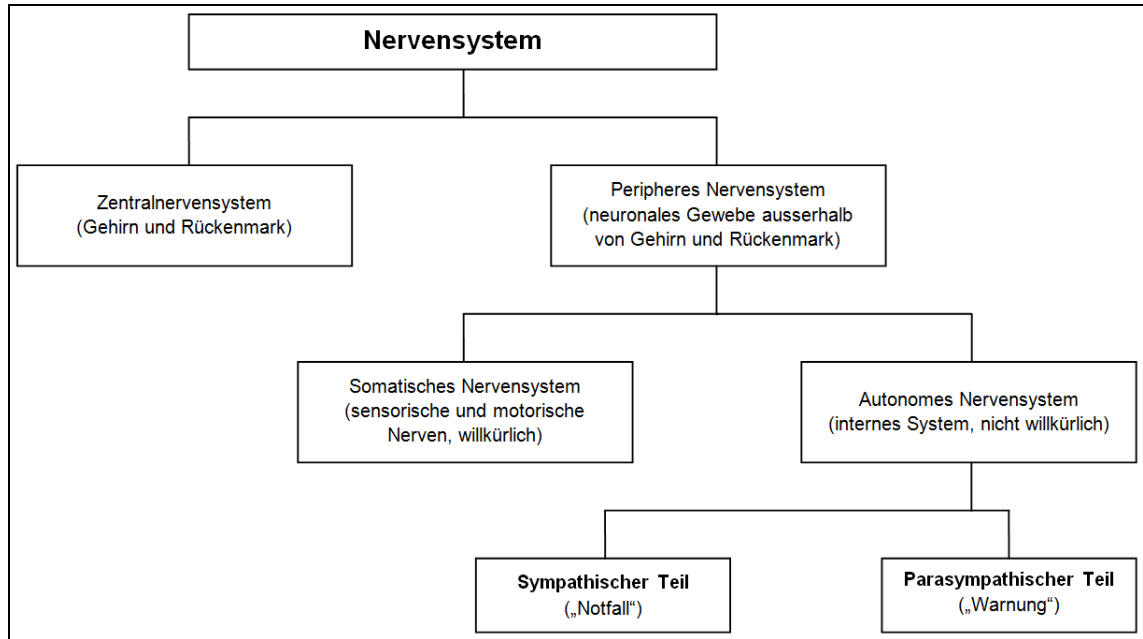 Nervensystem
Zentralnervensystem
(Gehirn und Rückenmark)
Peripheres Nervensystem
(neuronales Gewebe ausserhalb
von Gehirn und Rückenmark)
Somatisches Nervensystem
(sensorische und motorische
Nerven, willkürlich)
Autonomes Nervensystem
(internes System, nicht willkürlich)
Sympathischer Teil
(„Notfall“)
Parasympathischer Teil
(„Warnung“)